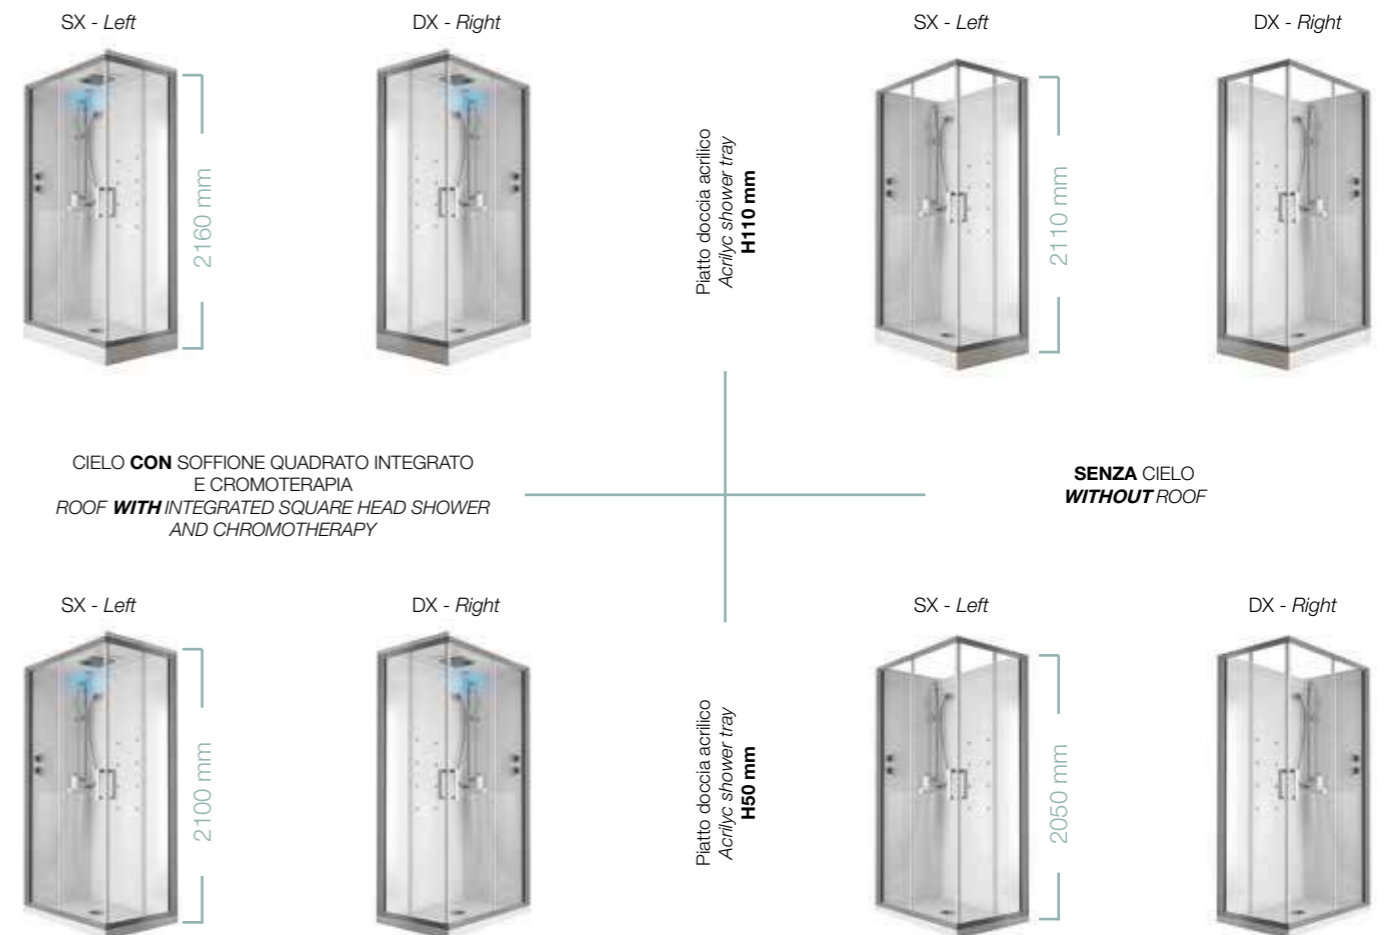 SX - Left
DX - Right
SX - Left
DX - Right
2160 mm
Piatto doccia acrilico
Acrilyc shower tray
H110 mm
2110 mm
CIELO CON SOFFIONE QUADRATO INTEGRATO
E CROMOTERAPIA
ROOF WITH INTEGRATED SQUARE HEAD SHOWER
AND CHROMOTHERAPY
SENZA CIELO
WITHOUT ROOF
SX - Left
DX - Right
SX - Left
DX - Right
2100 mm
Piatto doccia acrilico
Acrilyc shower tray
H50 mm
2050 mm